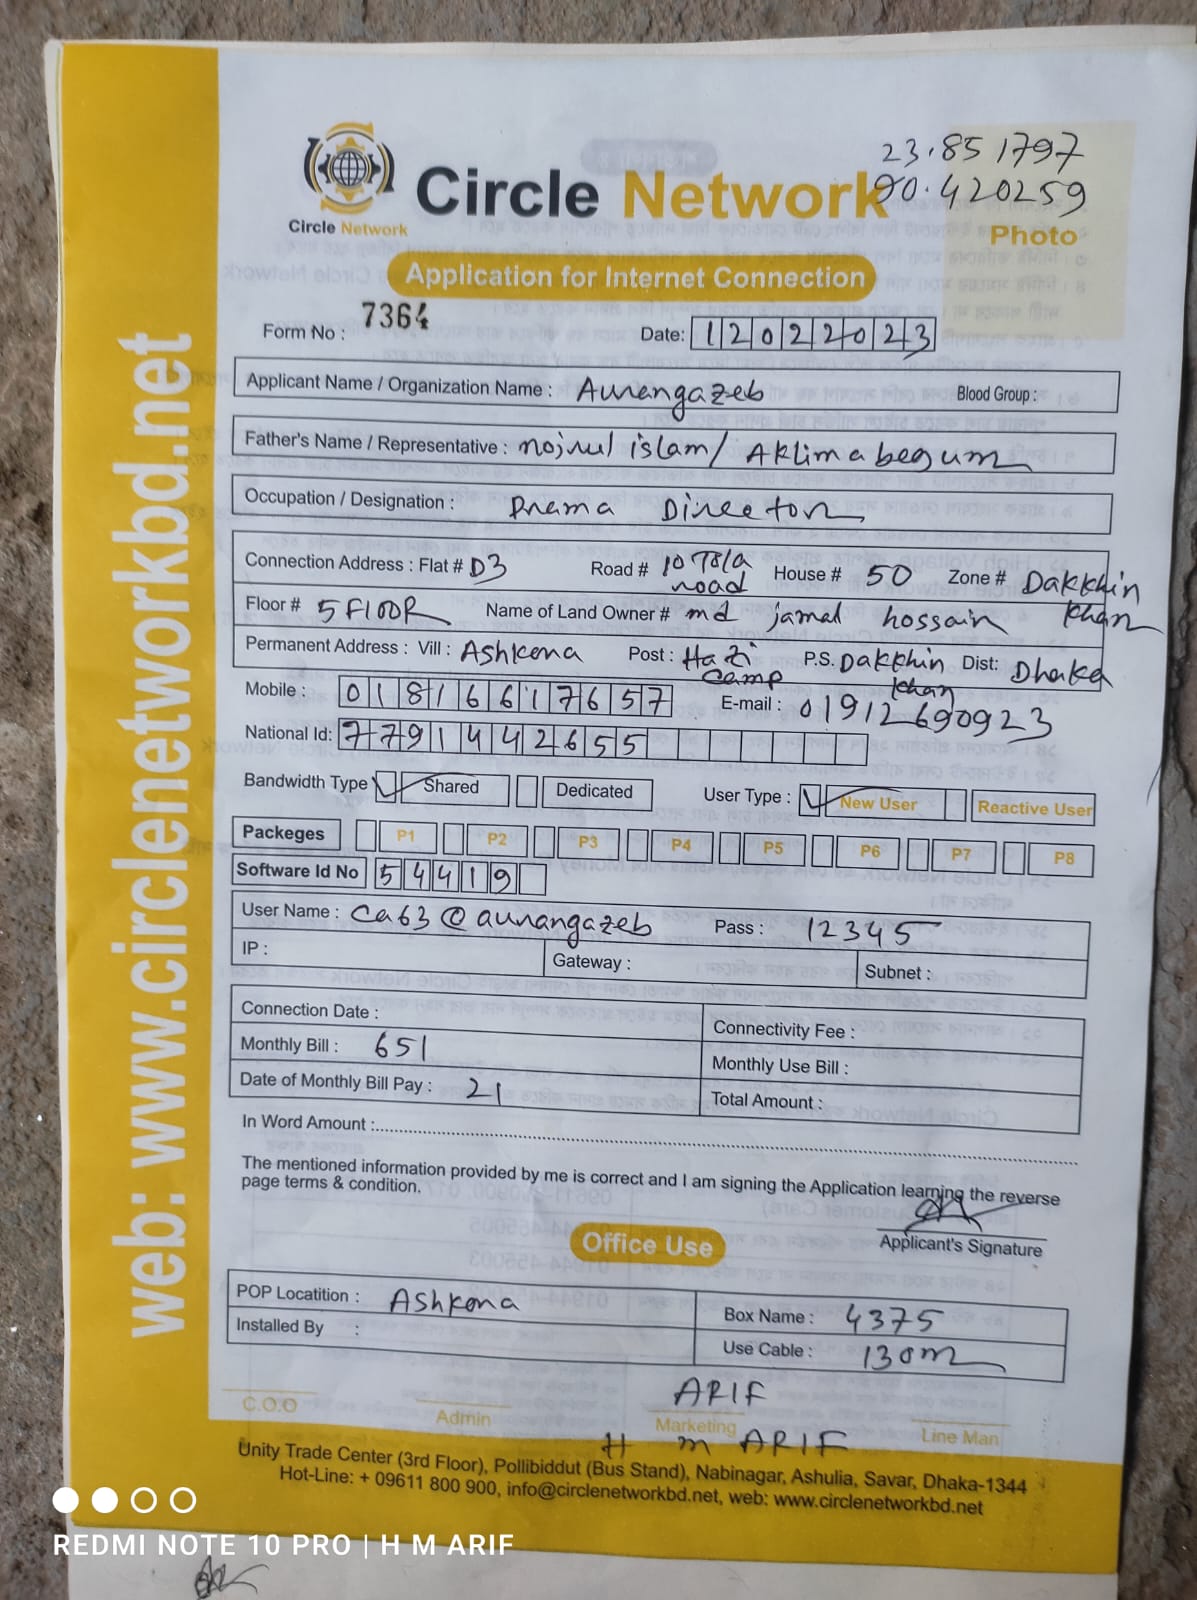 23.851797
90.420259
Circle Network
Circle Network
Photo
Application for Internet Connection
Form No : 7364
Date: 12022023
Applicant Name / Organization Name : Aurangazeb Blood Group :
Father's Name / Representative : nojrul islam / Aklima begum
Occupation / Designation : Drama Director
Connection Address : Flat # D3 Road # road House # 50 Zone # Dakkhin khan
Floor # 5 FlooR Name of Land Owner # md jamal hossain
Permanent Address : Vill : Ashkona Post : Hazi camp P.S. Dakkhin khan Dist: Dhaka
Mobile : 01816617657 E-mail : 01912690923
National Id: 7791442655
Bandwidth Type Shared Dedicated User Type : New User Reactive User
Packeges P1 P2 P3 P4 P5 P6 P7 P8
Software Id No 54419
User Name : ca63@aurangazeb Pass : 12345
IP : Gateway : Subnet :
Connection Date : Connectivity Fee :
Monthly Bill : 651 Monthly Use Bill :
Date of Monthly Bill Pay : 21 Total Amount :
In Word Amount :
The mentioned information provided by me is correct and I am signing the Application learning the reverse
page terms & condition.
Applicant's Signature
Office Use
POP Locatition : Ashkona Box Name : 4375
Installed By : Use Cable : 130m
ARIF
C.O.O Admin Marketing Line Man
H m ARIF
Unity Trade Center (3rd Floor), Pollibiddut (Bus Stand), Nabinagar, Ashulia, Savar, Dhaka-1344
Hot-Line: + 09611 800 900, info@circlenetworkbd.net, web: www.circlenetworkbd.net
web: www.circlenetworkbd.net
REDMI NOTE 10 PRO | H M ARIF